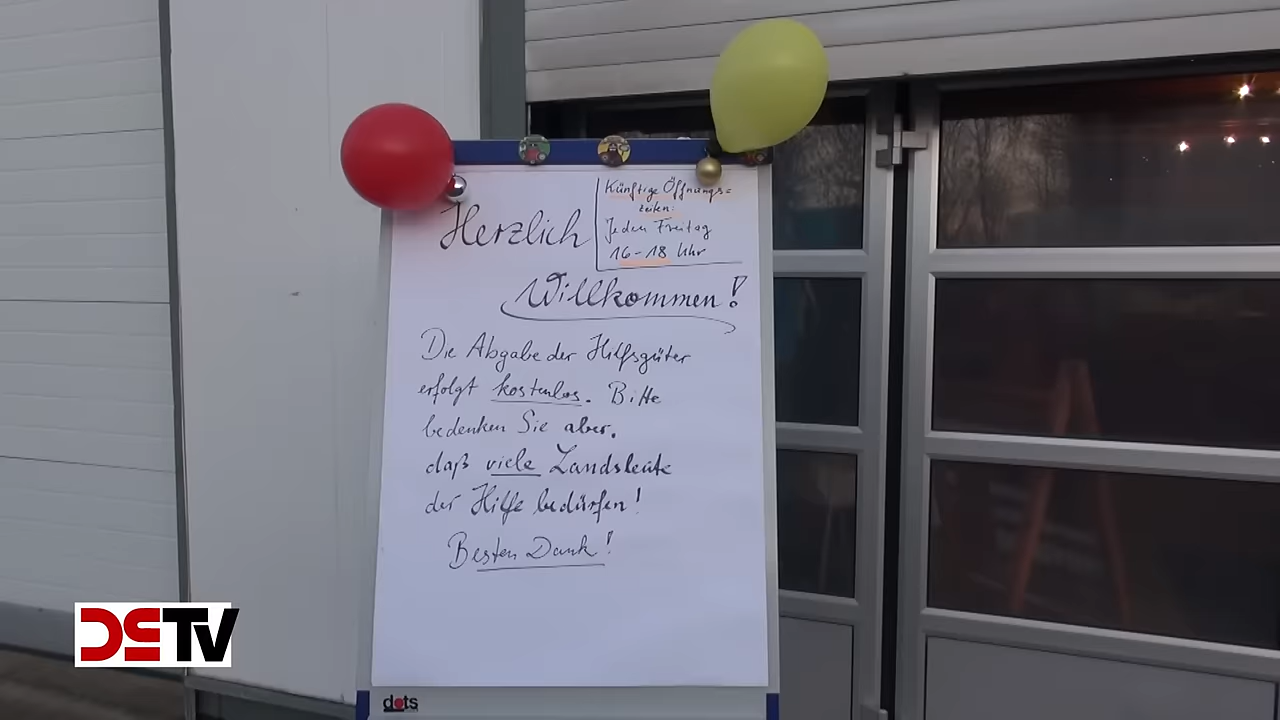 Künftige Öffnungs=
zeiten:
Jeden Freitag
16-18 Uhr
Herzlich
Willkommen!
Die Abgabe der Hilfsgüter
erfolgt kostenlos. Bitte
bedenken Sie aber,
daß viele Landsleute
der Hilfe bedürfen!
Besten Dank!
DSTV
dots